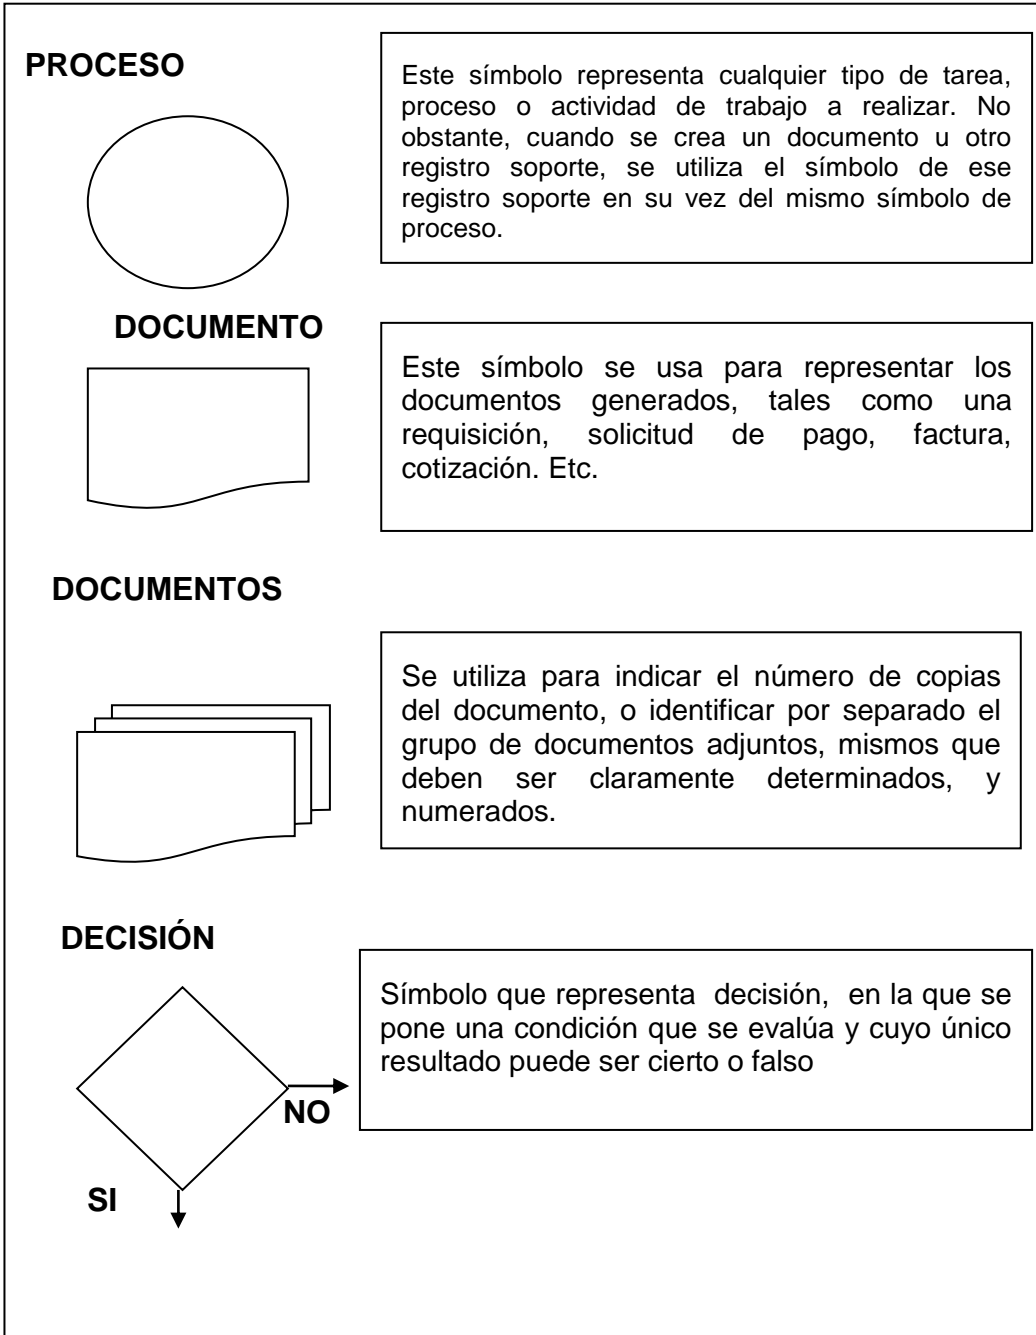 PROCESO
Este símbolo representa cualquier tipo de tarea,
proceso o actividad de trabajo a realizar. No
obstante, cuando se crea un documento u otro
registro soporte, se utiliza el símbolo de ese
registro soporte en su vez del mismo símbolo de
proceso.
DOCUMENTO
Este símbolo se usa para representar los
documentos generados, tales como una
requisición, solicitud de pago, factura,
cotización. Etc.
DOCUMENTOS
Se utiliza para indicar el número de copias
del documento, o identificar por separado el
grupo de documentos adjuntos, mismos que
deben ser claramente determinados, y
numerados.
DECISIÓN
Símbolo que representa decisión, en la que se
pone una condición que se evalúa y cuyo único
resultado puede ser cierto o falso
NO
SI